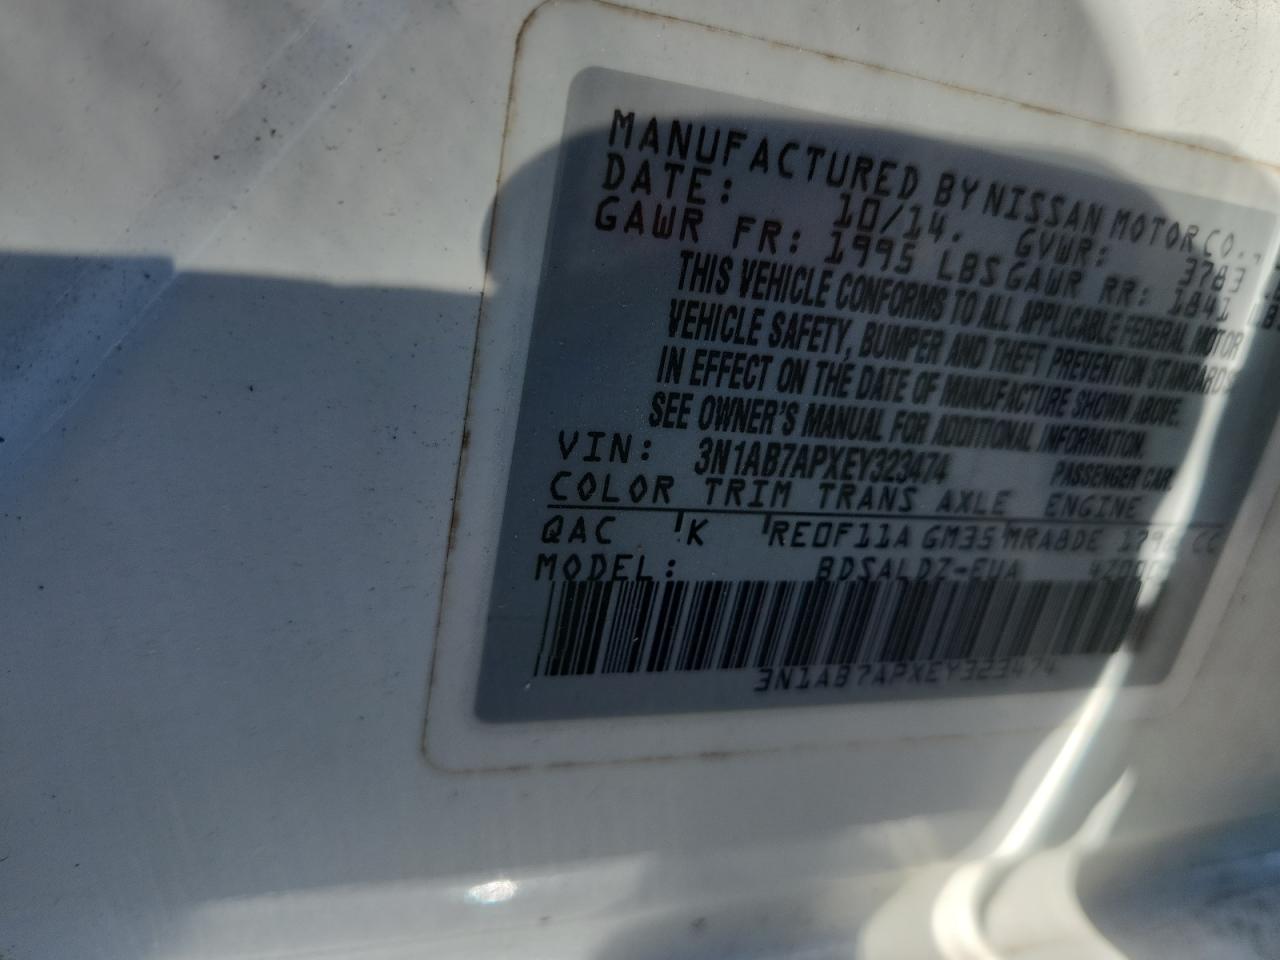 MANUFACTURED BY NISSAN MOTOR CO.,
DATE: 10/14. GVWR: 3783
GAWR FR: 1995 LBS GAWR RR: 1841 LBS
THIS VEHICLE CONFORMS TO ALL APPLICABLE FEDERAL MOTOR
VEHICLE SAFETY, BUMPER AND THEFT PREVENTION STANDARDS
IN EFFECT ON THE DATE OF MANUFACTURE SHOWN ABOVE.
SEE OWNER'S MANUAL FOR ADDITIONAL INFORMATION.
VIN: 3N1AB7APXEY323474 PASSENGER CAR
COLOR TRIM TRANS AXLE ENGINE
QAC K RE0F11A GM35 MRA8DE CC
MODEL: BDSALDZ-EUA
3N1AB7APXEY323474